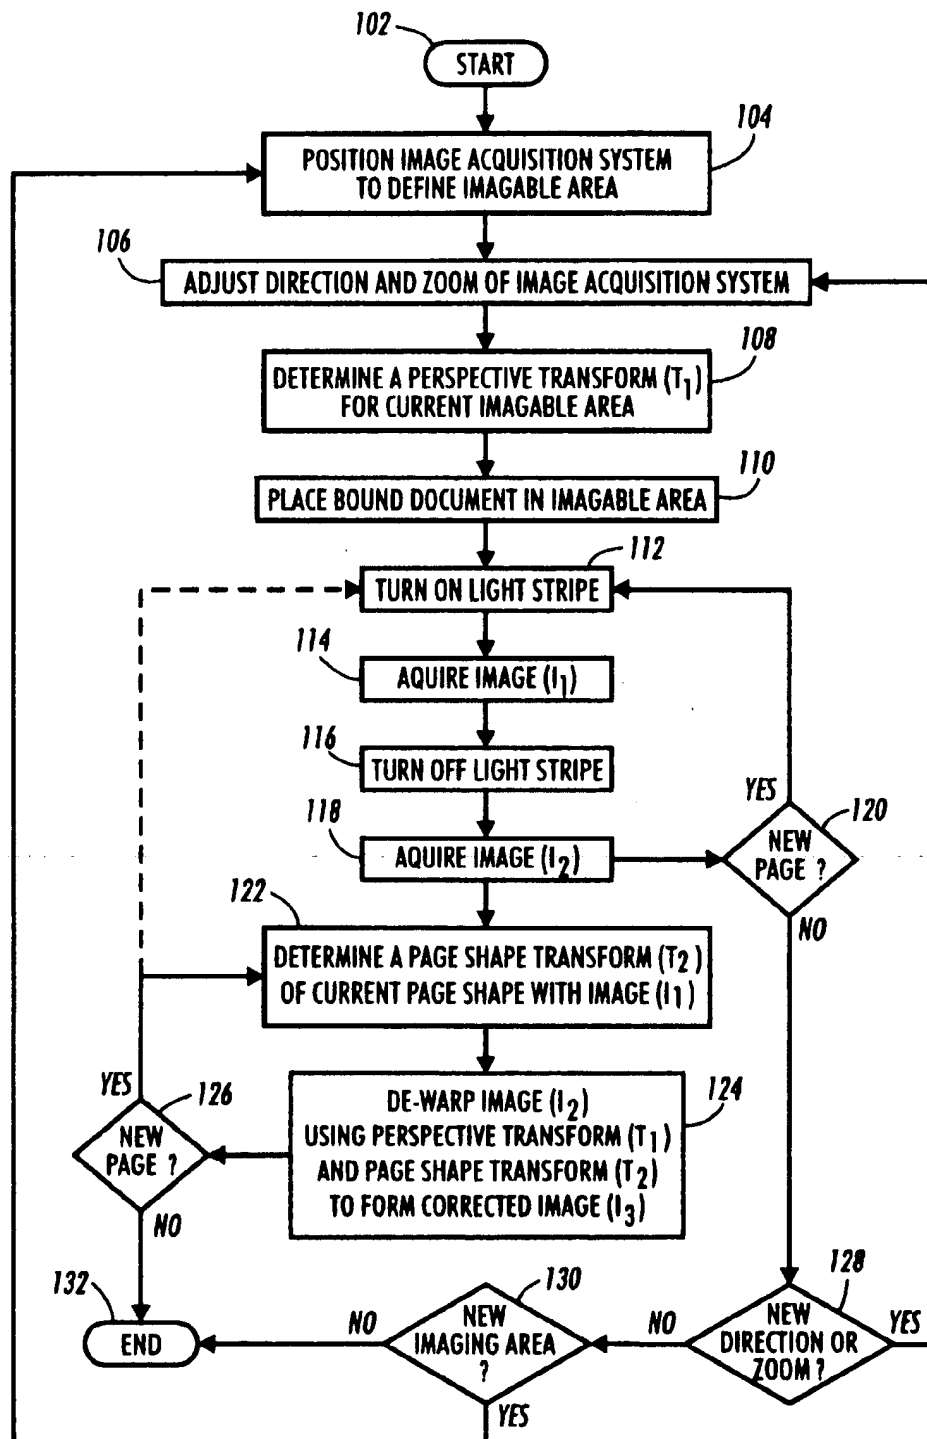 102
START
104
POSITION IMAGE ACQUISITION SYSTEM
TO DEFINE IMAGABLE AREA
106
ADJUST DIRECTION AND ZOOM OF IMAGE ACQUISITION SYSTEM
108
DETERMINE A PERSPECTIVE TRANSFORM (T1)
FOR CURRENT IMAGABLE AREA
110
PLACE BOUND DOCUMENT IN IMAGABLE AREA
112
TURN ON LIGHT STRIPE
114
AQUIRE IMAGE (I1)
116
TURN OFF LIGHT STRIPE
118
AQUIRE IMAGE (I2)
YES
120
NEW
PAGE ?
NO
122
DETERMINE A PAGE SHAPE TRANSFORM (T2)
OF CURRENT PAGE SHAPE WITH IMAGE (I1)
124
DE-WARP IMAGE (I2)
USING PERSPECTIVE TRANSFORM (T1)
AND PAGE SHAPE TRANSFORM (T2)
TO FORM CORRECTED IMAGE (I3)
YES
126
NEW
PAGE ?
NO
128
NEW
DIRECTION OR
ZOOM ?
YES
NO
130
NEW
IMAGING AREA
?
NO
YES
132
END